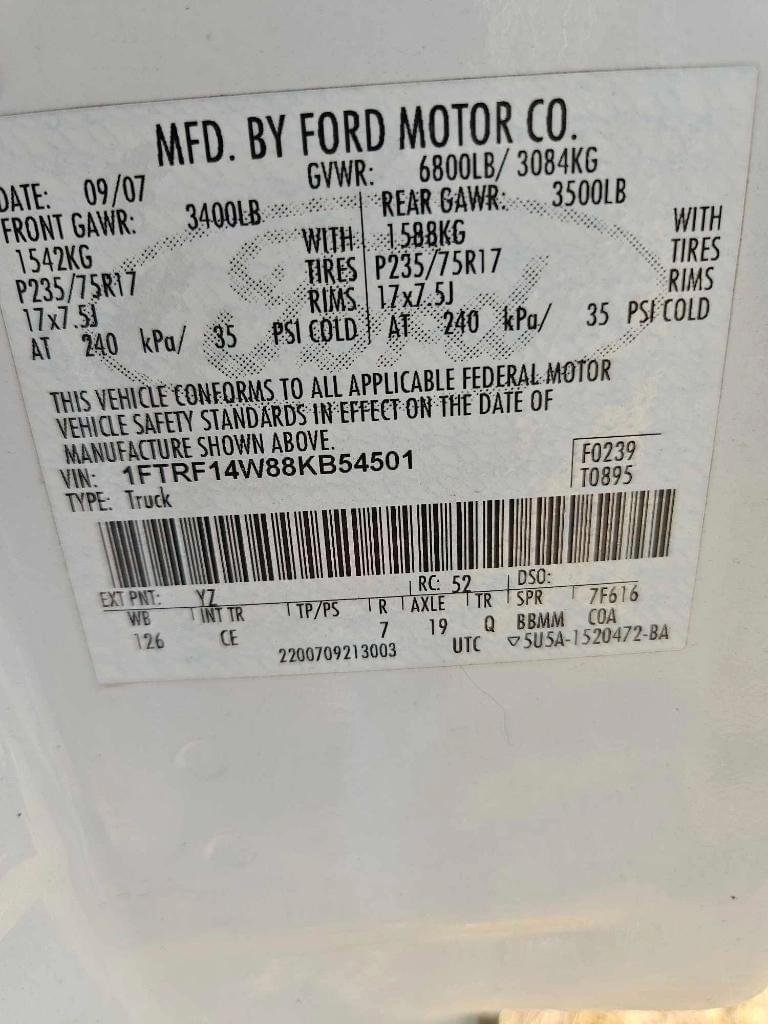 MFD. BY FORD MOTOR CO.
DATE: 09/07 GVWR: 6800LB/ 3084KG
FRONT GAWR: 3400LB REAR GAWR: 3500LB
1542KG WITH 1588KG WITH
P235/75R17 TIRES P235/75R17 TIRES
17x7.5J RIMS 17x7.5J RIMS
AT 240 kPa/ 35 PSI COLD AT 240 kPa/ 35 PSI COLD
THIS VEHICLE CONFORMS TO ALL APPLICABLE FEDERAL MOTOR
VEHICLE SAFETY STANDARDS IN EFFECT ON THE DATE OF
MANUFACTURE SHOWN ABOVE.
VIN: 1FTRF14W88KB54501 F0239
TYPE: Truck T0895
EXT PNT: YZ RC: 52 DSO:
WB INT TR TP/PS R AXLE TR SPR 7F616
126 CE 7 19 Q BBMM COA
2200709213003 UTC ▽5U5A-1520472-BA